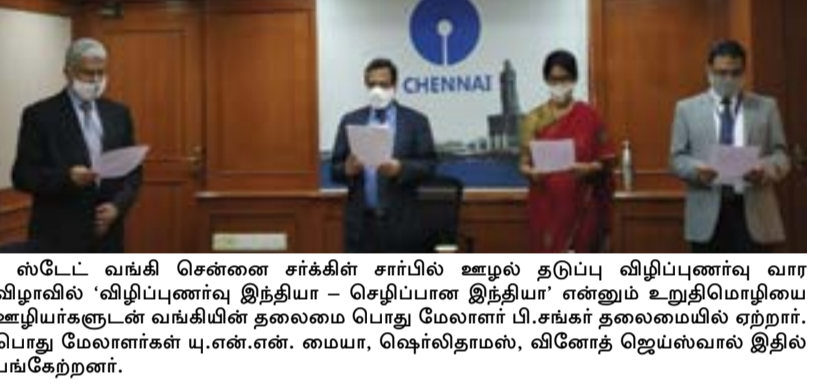 CHENNAI
ஸ்டேட் வங்கி சென்னை சர்க்கிள் சார்பில் ஊழல் தடுப்பு விழிப்புணர்வு வார
விழாவில் ‘விழிப்புணர்வு இந்தியா – செழிப்பான இந்தியா’ என்னும் உறுதிமொழியை
ஊழியர்களுடன் வங்கியின் தலைமை பொது மேலாளர் பி.சங்கர் தலைமையில் ஏற்றார்.
பொது மேலாளர்கள் யு.என்.என். மையா, ஷெர்லிதாமஸ், வினோத் ஜெய்ஸ்வால் இதில்
பங்கேற்றனர்.